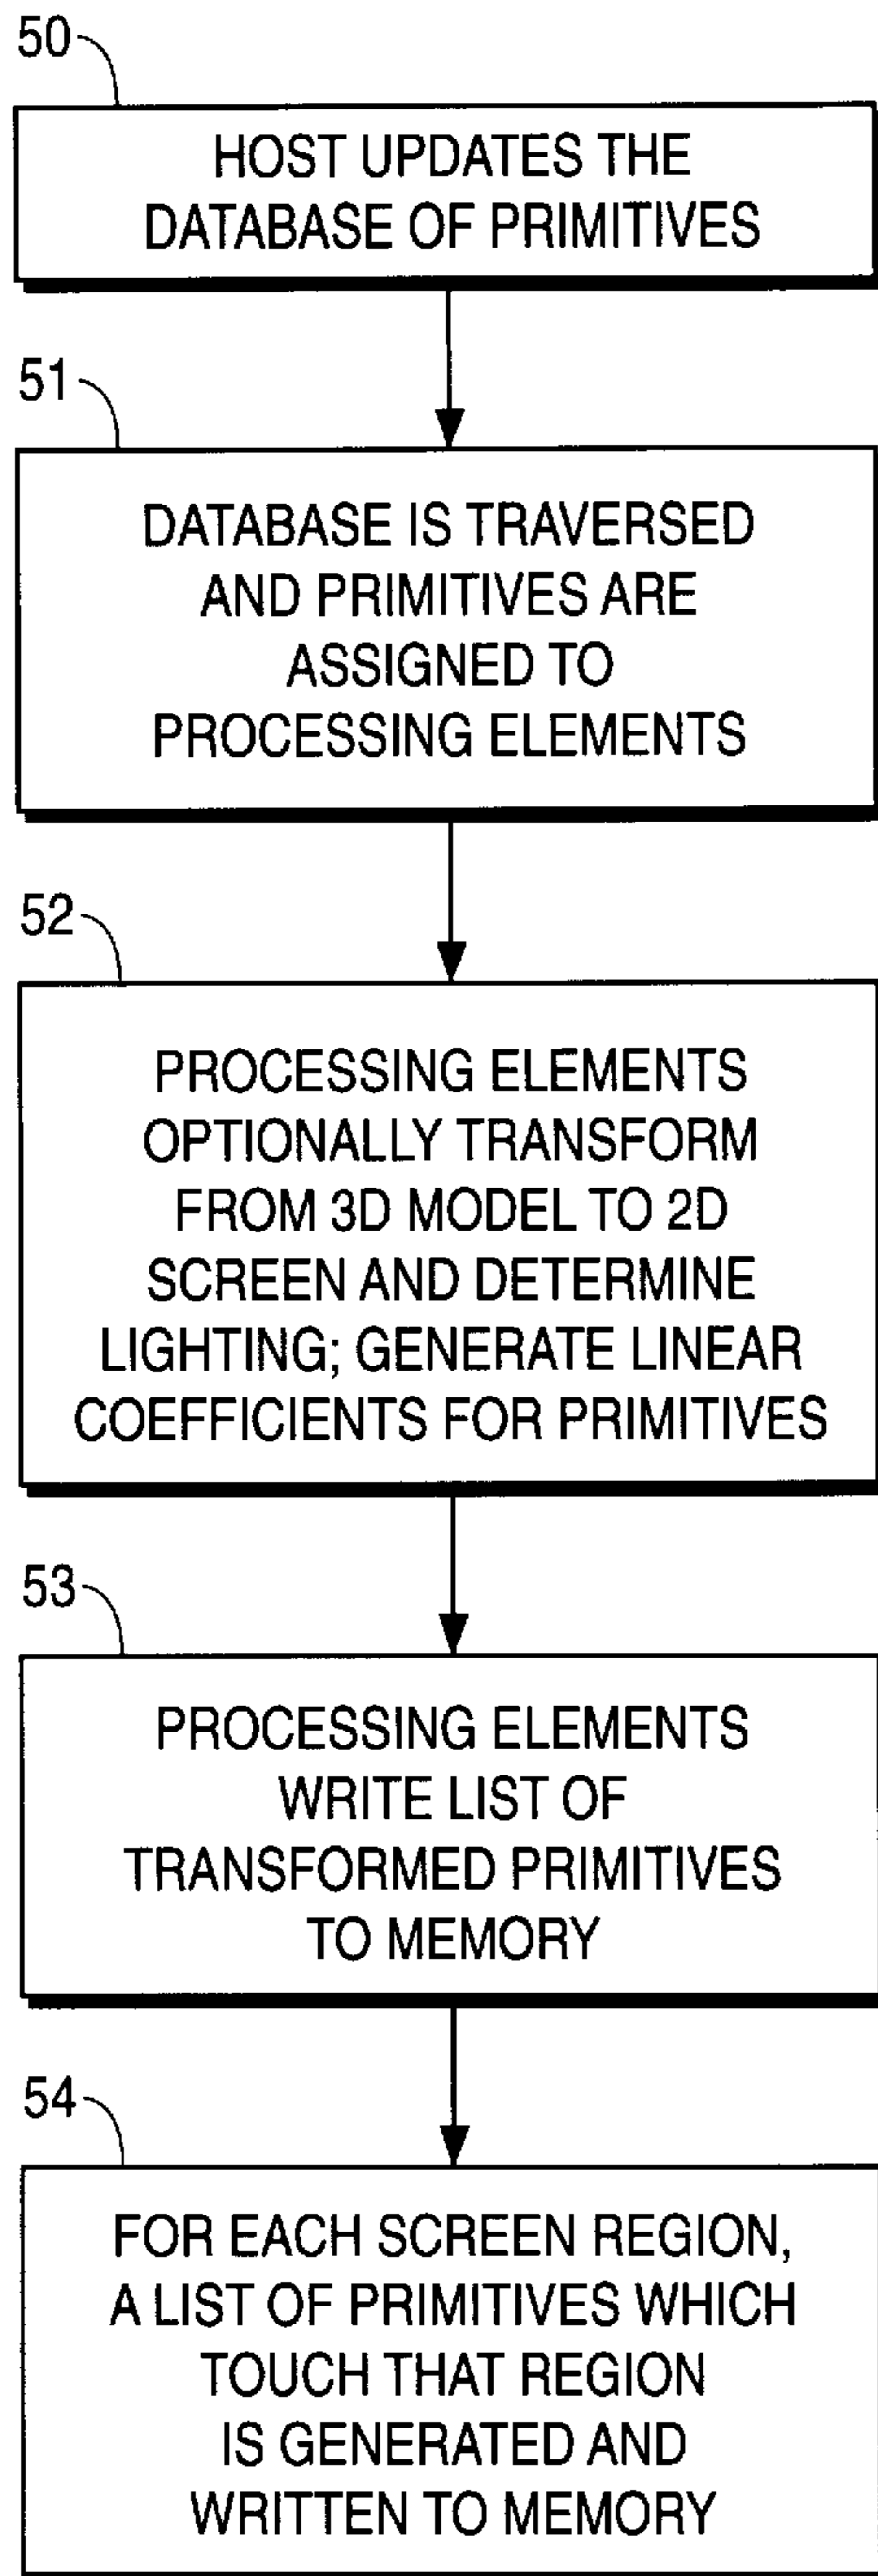 50
HOST UPDATES THE
DATABASE OF PRIMITIVES
51
DATABASE IS TRAVERSED
AND PRIMITIVES ARE
ASSIGNED TO
PROCESSING ELEMENTS
52
PROCESSING ELEMENTS
OPTIONALLY TRANSFORM
FROM 3D MODEL TO 2D
SCREEN AND DETERMINE
LIGHTING; GENERATE LINEAR
COEFFICIENTS FOR PRIMITIVES
53
PROCESSING ELEMENTS
WRITE LIST OF
TRANSFORMED PRIMITIVES
TO MEMORY
54
FOR EACH SCREEN REGION,
A LIST OF PRIMITIVES WHICH
TOUCH THAT REGION
IS GENERATED AND
WRITTEN TO MEMORY